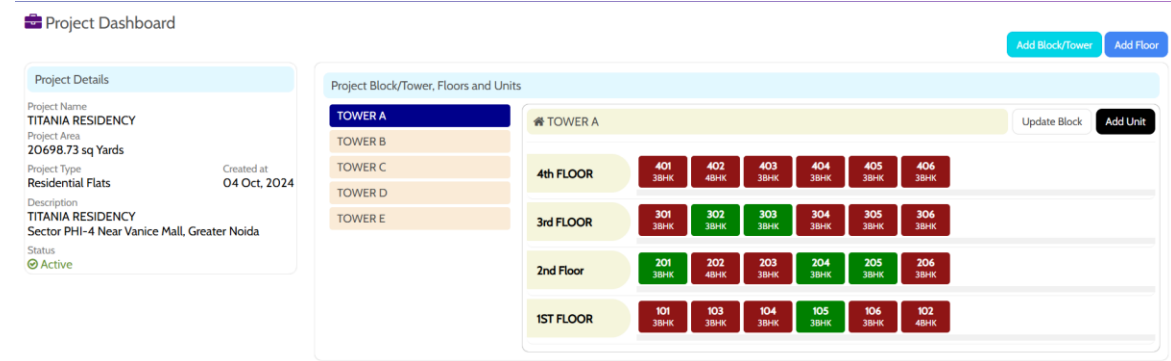 Project Dashboard
Add Block/Tower Add Floor
Project Details
Project Name
TITANIA RESIDENCY
Project Area
20698.73 sq Yards
Project Type Created at
Residential Flats 04 Oct, 2024
Description
TITANIA RESIDENCY
Sector PHI-4 Near Vanice Mall, Greater Noida
Status
Active
Project Block/Tower, Floors and Units
TOWER A
TOWER B
TOWER C
TOWER D
TOWER E
TOWER A Update Block Add Unit
4th FLOOR
401 402 403 404 405 406
3BHK 4BHK 3BHK 3BHK 3BHK 3BHK
3rd FLOOR
301 302 303 304 305 306
3BHK 3BHK 3BHK 3BHK 3BHK 3BHK
2nd Floor
201 202 203 204 205 206
3BHK 4BHK 3BHK 3BHK 3BHK 3BHK
1ST FLOOR
101 103 104 105 106 102
3BHK 3BHK 3BHK 3BHK 3BHK 4BHK